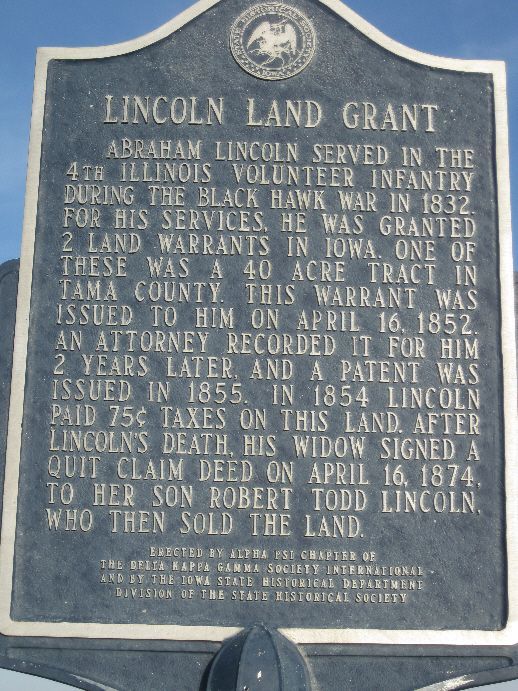 LINCOLN LAND GRANT
ABRAHAM LINCOLN SERVED IN THE
4TH ILLINOIS VOLUNTEER INFANTRY
DURING THE BLACK HAWK WAR IN 1832.
FOR HIS SERVICES, HE WAS GRANTED
2 LAND WARRANTS IN IOWA. ONE OF
THESE WAS A 40 ACRE TRACT IN
TAMA COUNTY. THIS WARRANT WAS
ISSUED TO HIM ON APRIL 16, 1852.
AN ATTORNEY RECORDED IT FOR HIM
2 YEARS LATER, AND A PATENT WAS
ISSUED IN 1855. IN 1854 LINCOLN
PAID 75¢ TAXES ON THIS LAND. AFTER
LINCOLN'S DEATH, HIS WIDOW SIGNED A
QUIT CLAIM DEED ON APRIL 16, 1874,
TO HER SON ROBERT TODD LINCOLN,
WHO THEN SOLD THE LAND.
ERECTED BY ALPHA PSI CHAPTER OF
THE DELTA KAPPA GAMMA SOCIETY INTERNATIONAL
AND BY THE IOWA STATE HISTORICAL DEPARTMENT
DIVISION OF THE STATE HISTORICAL SOCIETY